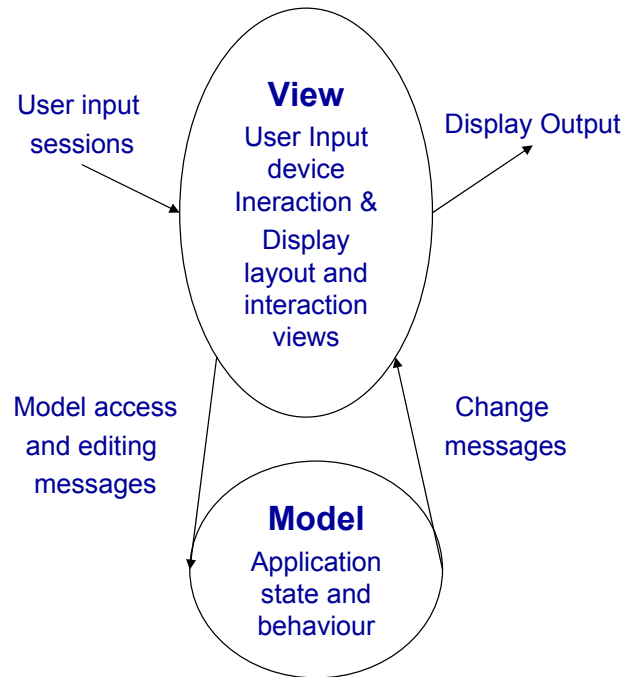 User input
sessions
View
User Input
device
Ineraction &
Display
layout and
interaction
views
Display Output
Model access
and editing
messages
Change
messages
Model
Application
state and
behaviour